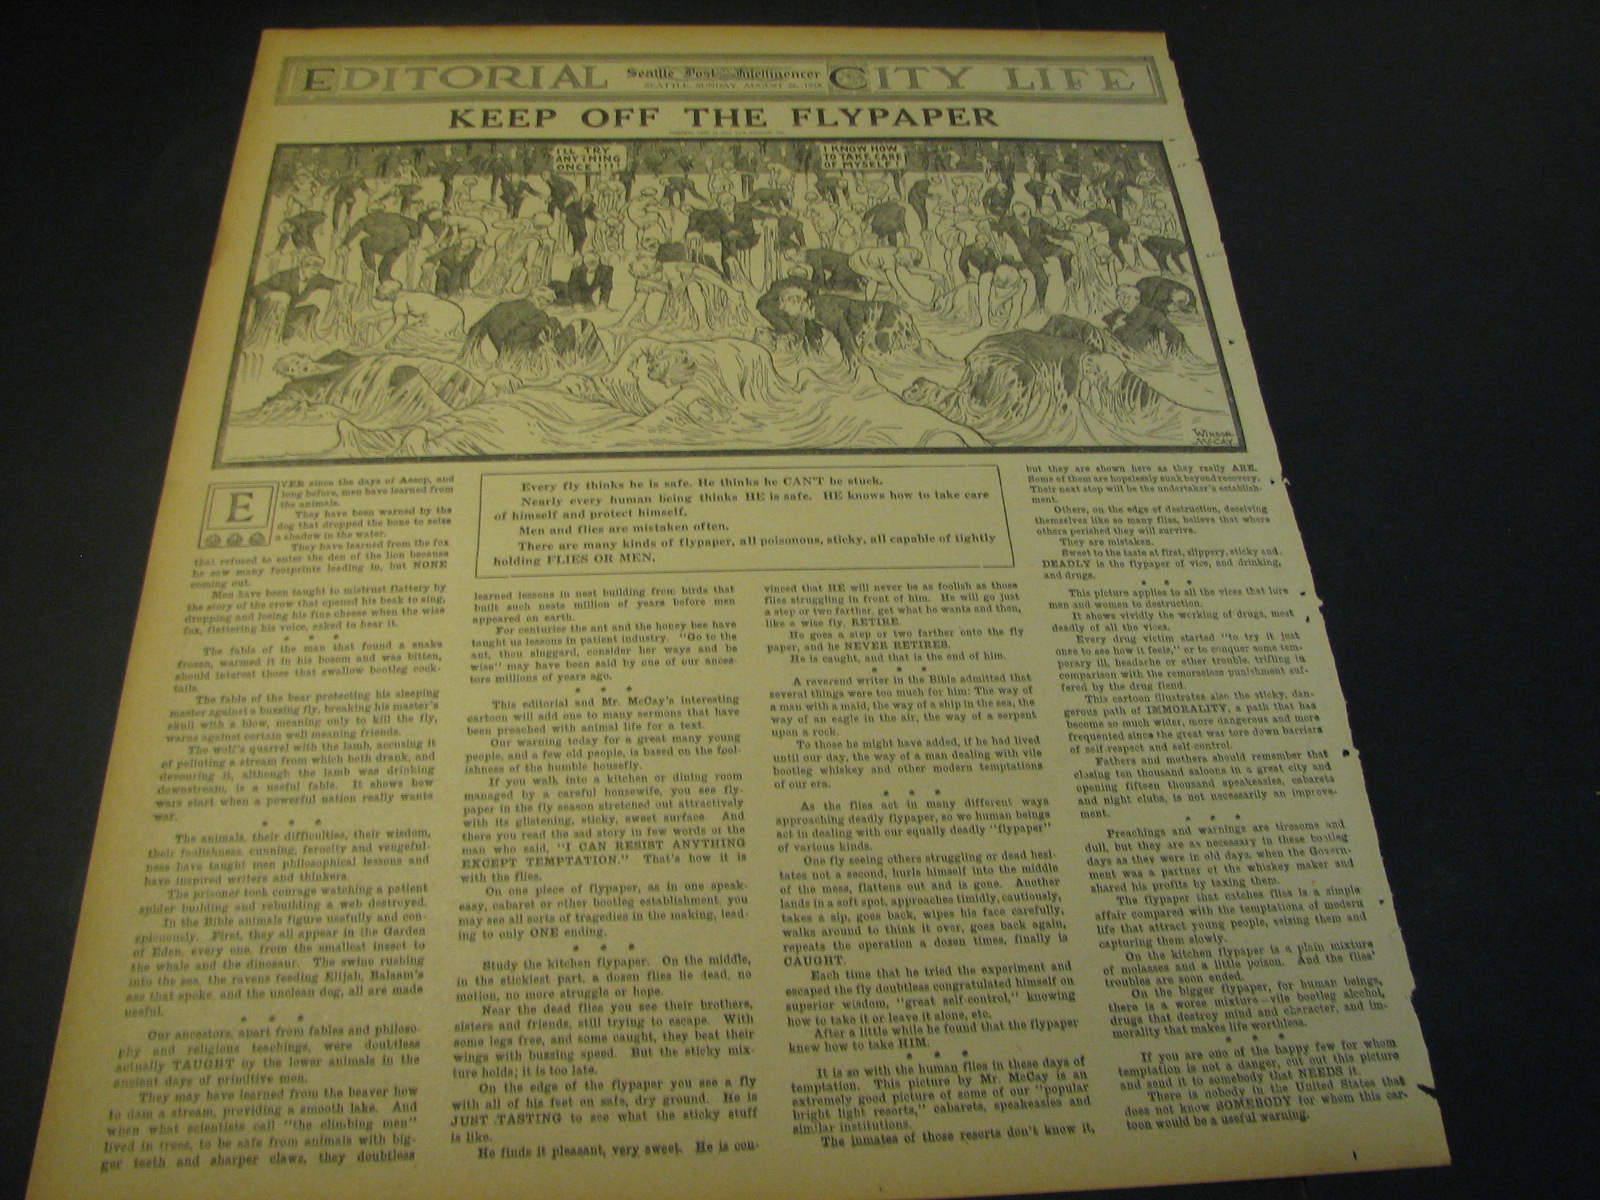 EDITORIAL Seattle Post-Intelligencer CITY LIFE
SEATTLE, SUNDAY, AUGUST 26, 1928
KEEP OFF THE FLYPAPER
I'LL TRY
ANYTHING
ONCE!!!!
I KNOW HOW
TO TAKE CARE
OF MYSELF!
WINSOR
McCAY
EVER since the days of Aesop, and
long before, men have learned from
the animals.
They have been warned by the
dog that dropped the bone to seize
a shadow in the water.
They have learned from the fox
that refused to enter the den of the lion because
he saw many footprints leading in, but NONE
coming out.
Men have been taught to mistrust flattery by
the story of the crow that opened his beak to sing,
dropping and losing his fine cheese when the wise
fox, flattering his voice, asked to hear it.
* * *
The fable of the man that found a snake
frozen, warmed it in his bosom and was bitten,
should interest those that swallow bootleg cock-
tails.
The fable of the bear protecting his sleeping
master against a buzzing fly, breaking his master's
skull with a blow, meaning only to kill the fly,
warns against certain well meaning friends.
The wolf's quarrel with the lamb, accusing it
of polluting a stream from which both drank, and
devouring it, although the lamb was drinking
downstream, is a useful fable. It shows how
wars start when a powerful nation really wants
war.
* * *
The animals, their difficulties, their wisdom,
their foolishness, cunning, ferocity and vengeful-
ness have taught men philosophical lessons and
have inspired writers and thinkers.
The prisoner took courage watching a patient
spider building and rebuilding a web destroyed.
In the Bible animals figure usefully and con-
spicuously. First, they all appear in the Garden
of Eden, every one, from the smallest insect to
the whale and the dinosaur. The swine rushing
into the sea, the ravens feeding Elijah, Balaam's
ass that spoke, and the unclean dog, all are made
useful.
* * *
Our ancestors, apart from fables and philoso-
phy and religious teachings, were doubtless
actually TAUGHT by the lower animals in the
ancient days of primitive men.
They may have learned from the beaver how
to dam a stream, providing a smooth lake. And
when what scientists call "the climbing men"
lived in trees, to be safe from animals with big-
ger teeth and sharper claws, they doubtless
Every fly thinks he is safe. He thinks he CAN'T be stuck.
Nearly every human being thinks HE is safe. HE knows how to take care
of himself and protect himself.
Men and flies are mistaken often.
There are many kinds of flypaper, all poisonous, sticky, all capable of tightly
holding FLIES OR MEN.
learned lessons in nest building from birds that
built such nests million of years before men
appeared on earth.
For centuries the ant and the honey bee have
taught us lessons in patient industry. "Go to the
ant, thou sluggard, consider her ways and be
wise" may have been said by one of our ances-
tors millions of years ago.
* * *
This editorial and Mr. McCay's interesting
cartoon will add one to many sermons that have
been preached with animal life for a text.
Our warning today for a great many young
people, and a few old people, is based on the fool-
ishness of the humble housefly.
If you walk into a kitchen or dining room
managed by a careful housewife, you see fly-
paper in the fly season stretched out attractively
with its glistening, sticky, sweet surface. And
there you read the sad story in few words of the
man who said, "I CAN RESIST ANYTHING
EXCEPT TEMPTATION." That's how it is
with the flies.
On one piece of flypaper, as in one speak-
easy, cabaret or other bootleg establishment, you
may see all sorts of tragedies in the making, lead-
ing to only ONE ending.
* * *
Study the kitchen flypaper. On the middle,
in the stickiest part, a dozen flies lie dead, no
motion, no more struggle or hope.
Near the dead flies you see their brothers,
sisters and friends, still trying to escape. With
some legs free, and some caught, they beat their
wings with buzzing speed. But the sticky mix-
ture holds; it is too late.
On the edge of the flypaper you see a fly
with all of his feet on safe, dry ground. He is
JUST TASTING to see what the sticky stuff
is like.
He finds it pleasant, very sweet. He is con-
vinced that HE will never be as foolish as those
flies struggling in front of him. He will go just
a step or two farther, get what he wants and then,
like a wise fly, RETIRE.
He goes a step or two farther onto the fly
paper, and he NEVER RETIRES.
He is caught, and that is the end of him.
* * *
A reverend writer in the Bible admitted that
several things were too much for him: The way of
a man with a maid, the way of a ship in the sea, the
way of an eagle in the air, the way of a serpent
upon a rock.
To those he might have added, if he had lived
until our day, the way of a man dealing with vile
bootleg whiskey and other modern temptations
of our era.
* * *
As the flies act in many different ways
approaching deadly flypaper, so we human beings
act in dealing with our equally deadly "flypaper"
of various kinds.
One fly seeing others struggling or dead hesi-
tates not a second, hurls himself into the middle
of the mess, flattens out and is gone. Another
lands in a soft spot, approaches timidly, cautiously,
takes a sip, goes back, wipes his face carefully,
walks around to think it over, goes back again,
repeats the operation a dozen times, finally is
CAUGHT.
Each time that he tried the experiment and
escaped the fly doubtless congratulated himself on
superior wisdom, "great self-control," knowing
how to take it or leave it alone, etc.
After a little while he found that the flypaper
knew how to take HIM.
* * *
It is so with the human flies in these days of
temptation. This picture by Mr. McCay is an
extremely good picture of some of our "popular
bright light resorts," cabarets, speakeasies and
similar institutions.
The inmates of those resorts don't know it,
but they are shown here as they really ARE.
Some of them are hopelessly sunk beyond recovery.
Their next stop will be the undertaker's establish-
ment.
Others, on the edge of destruction, deceiving
themselves like so many flies, believe that where
others perished they will survive.
They are mistaken.
Sweet to the taste at first, slippery, sticky and
DEADLY is the flypaper of vice, and drinking,
and drugs.
* * *
This picture applies to all the vices that lure
men and women to destruction.
It shows vividly the working of drugs, most
deadly of all the vices.
Every drug victim started "to try it just
once to see how it feels," or to conquer some tem-
porary ill, headache or other trouble, trifling in
comparison with the remorseless punishment suf-
fered by the drug fiend.
This cartoon illustrates also the sticky, dan-
gerous path of IMMORALITY, a path that has
become so much wider, more dangerous and more
frequented since the great war tore down barriers
of self-respect and self-control.
Fathers and mothers should remember that
closing ten thousand saloons in a great city and
opening fifteen thousand speakeasies, cabarets
and night clubs, is not necessarily an improve-
ment.
* * *
Preachings and warnings are tiresome and
dull, but they are as necessary in these bootleg
days as they were in old days, when the Govern-
ment was a partner of the whiskey maker and
shared his profits by taxing them.
The flypaper that catches flies is a simple
affair compared with the temptations of modern
life that attract young people, seizing them and
capturing them slowly.
On the kitchen flypaper is a plain mixture
of molasses and a little poison. And the flies'
troubles are soon ended.
On the bigger flypaper, for human beings,
there is a worse mixture—vile bootleg alcohol,
drugs that destroy mind and character, and im-
morality that makes life worthless.
* * *
If you are one of the happy few for whom
temptation is not a danger, cut out this picture
and send it to somebody that NEEDS it.
There is nobody in the United States that
does not know SOMEBODY for whom this car-
toon would be a useful warning.